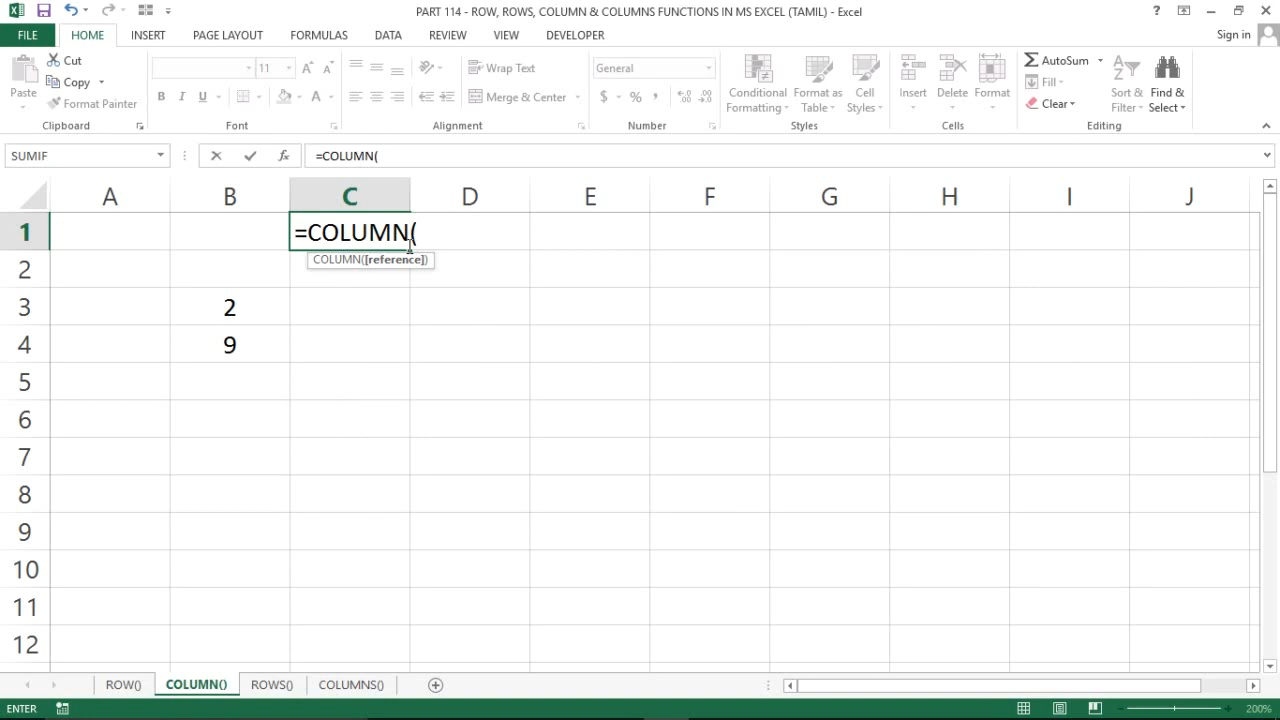 PART 114 - ROW, ROWS, COLUMN & COLUMNS FUNCTIONS IN MS EXCEL (TAMIL) - Excel
FILE HOME INSERT PAGE LAYOUT FORMULAS DATA REVIEW VIEW DEVELOPER Sign in
Paste
Cut
Copy
Format Painter
Clipboard
11
B I U
Font
Wrap Text
Merge & Center
Alignment
General
$ % ,
Number
Conditional Formatting
Format as Table
Cell Styles
Styles
Insert
Delete
Format
Cells
AutoSum
Fill
Clear
Sort & Filter
Find & Select
Editing
SUMIF =COLUMN(
A B C D E F G H I J
1 =COLUMN(
COLUMN([reference])
2
3 2
4 9
5
6
7
8
9
10
11
12
ROW() COLUMN() ROWS() COLUMNS()
ENTER 200%